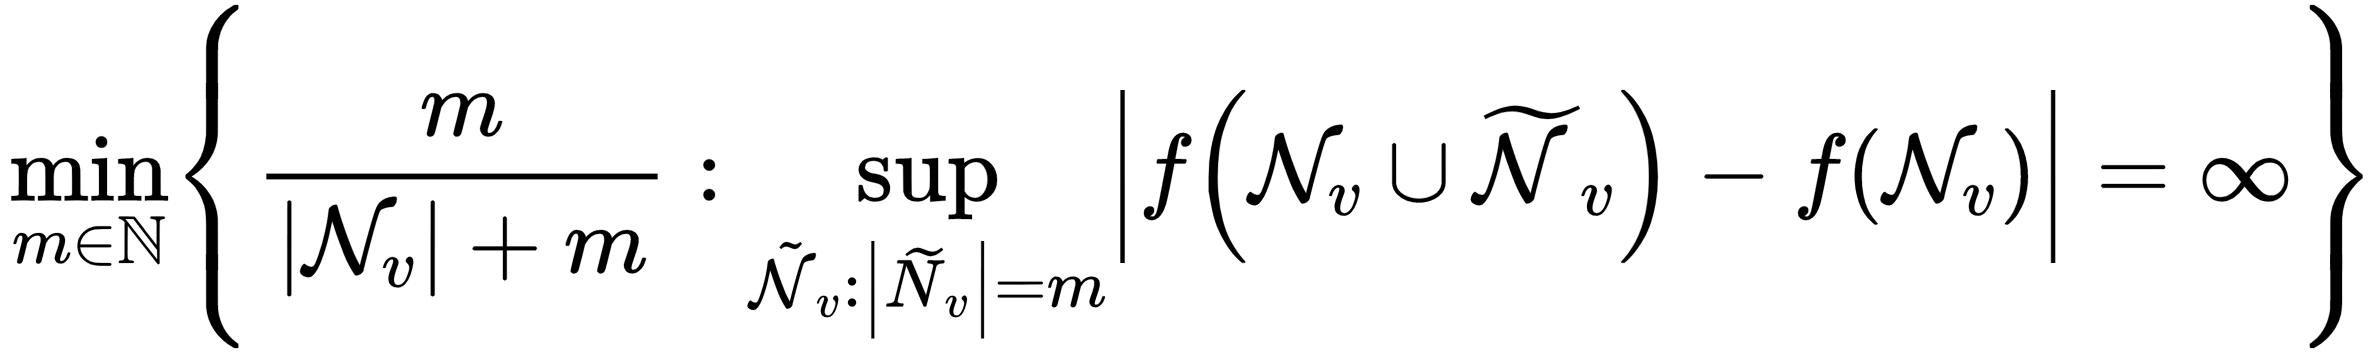 \min_{m \in \mathbb{N}} \left\{ \frac{m}{|\mathcal{N}_v| + m} : \sup_{\tilde{\mathcal{N}}_v : |\tilde{N}_v| = m} \left| f\left( \mathcal{N}_v \cup \widetilde{\mathcal{N}}_v \right) - f(\mathcal{N}_v) \right| = \infty \right\}